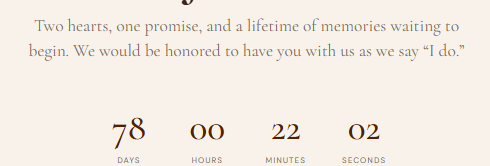 Two hearts, one promise, and a lifetime of memories waiting to
begin. We would be honored to have you with us as we say “I do.”
78 00 22 02
DAYS HOURS MINUTES SECONDS